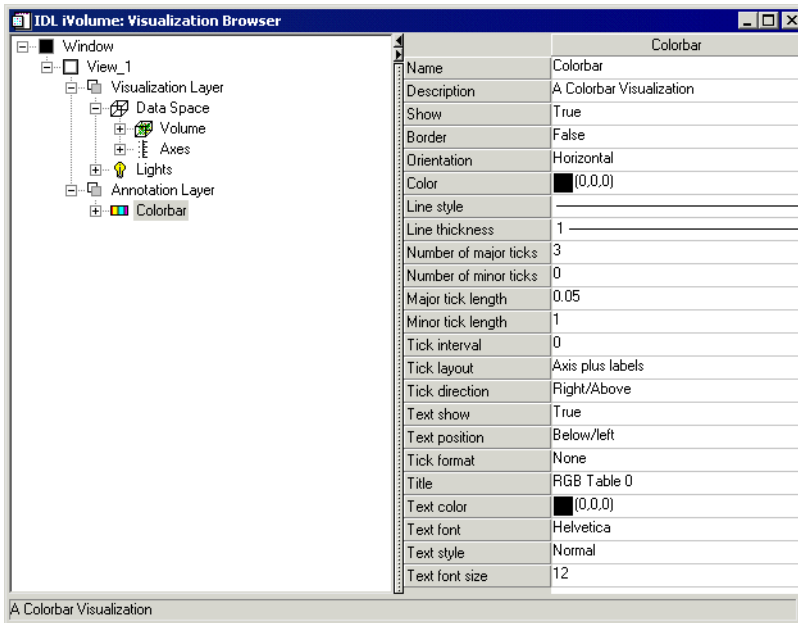 IDL iVolume: Visualization Browser
Window
View_1
Visualization Layer
Data Space
Volume
Axes
Lights
Annotation Layer
Colorbar
Colorbar
Name Colorbar
Description A Colorbar Visualization
Show True
Border False
Orientation Horizontal
Color (0,0,0)
Line style
Line thickness 1
Number of major ticks 3
Number of minor ticks 0
Major tick length 0.05
Minor tick length 1
Tick interval 0
Tick layout Axis plus labels
Tick direction Right/Above
Text show True
Text position Below/left
Tick format None
Title RGB Table 0
Text color (0,0,0)
Text font Helvetica
Text style Normal
Text font size 12
A Colorbar Visualization